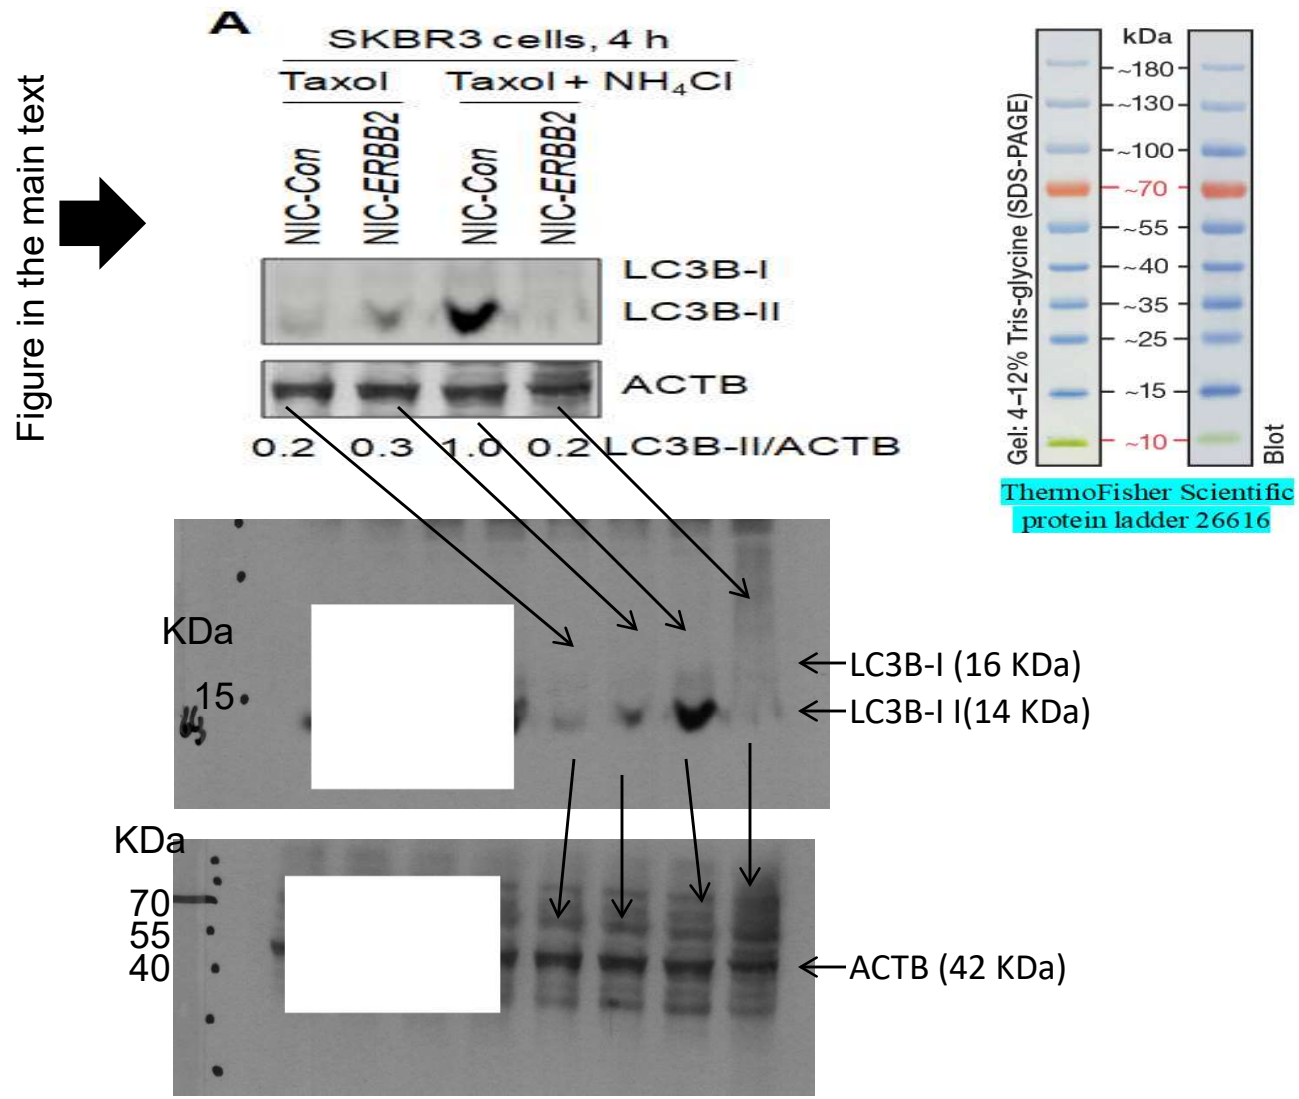 Figure in the main text
A
SKBR3 cells, 4 h
Taxol Taxol + NH₄Cl
NIC-Con
NIC-ERBB2
NIC-Con
NIC-ERBB2
LC3B-I
LC3B-II
ACTB
0.2 0.3 1.0 0.2 LC3B-II/ACTB
Gel: 4–12% Tris-glycine (SDS-PAGE)
kDa
~180
~130
~100
~70
~55
~40
~35
~25
~15
~10
Blot
ThermoFisher Scientific
protein ladder 26616
KDa
15
LC3B-I (16 KDa)
LC3B-I I(14 KDa)
KDa
70
55
40
ACTB (42 KDa)